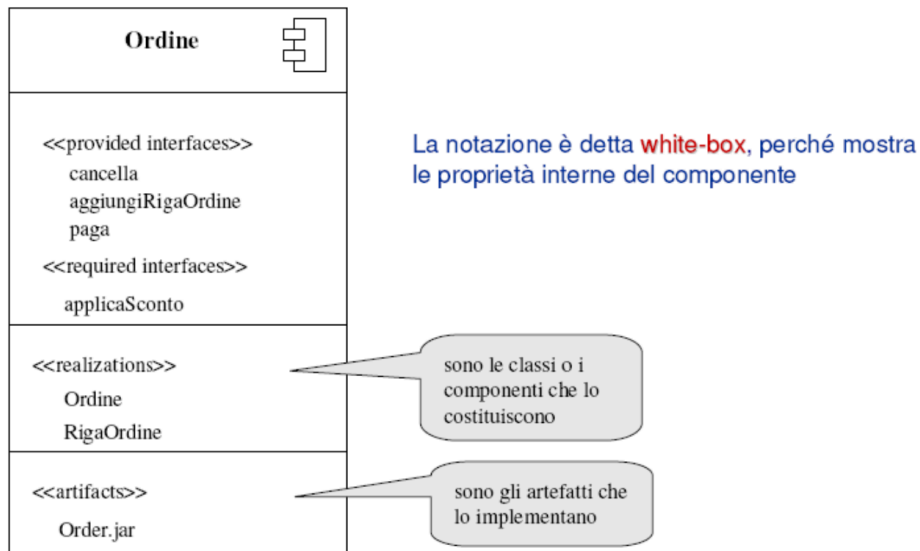 Ordine
<<provided interfaces>>
cancella
aggiungiRigaOrdine
paga
<<required interfaces>>
applicaSconto
La notazione è detta white-box, perché mostra
le proprietà interne del componente
<<realizations>>
Ordine
RigaOrdine
sono le classi o i
componenti che lo
costituiscono
<<artifacts>>
Order.jar
sono gli artefatti che
lo implementano